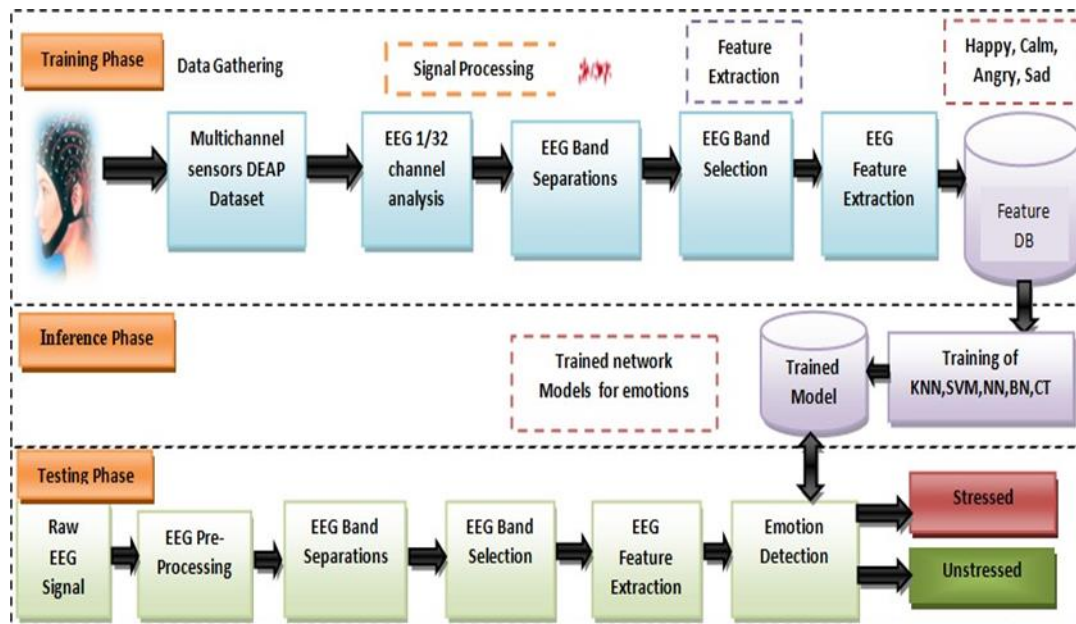 Training Phase
Data Gathering
Signal Processing
Feature
Extraction
Happy, Calm,
Angry, Sad
Multichannel
sensors DEAP
Dataset
EEG 1/32
channel
analysis
EEG Band
Separations
EEG Band
Selection
EEG
Feature
Extraction
Feature
DB
Inference Phase
Trained network
Models for emotions
Trained
Model
Training of
KNN,SVM,NN,BN,CT
Testing Phase
Raw
EEG
Signal
EEG Pre-
Processing
EEG Band
Separations
EEG Band
Selection
EEG
Feature
Extraction
Emotion
Detection
Stressed
Unstressed